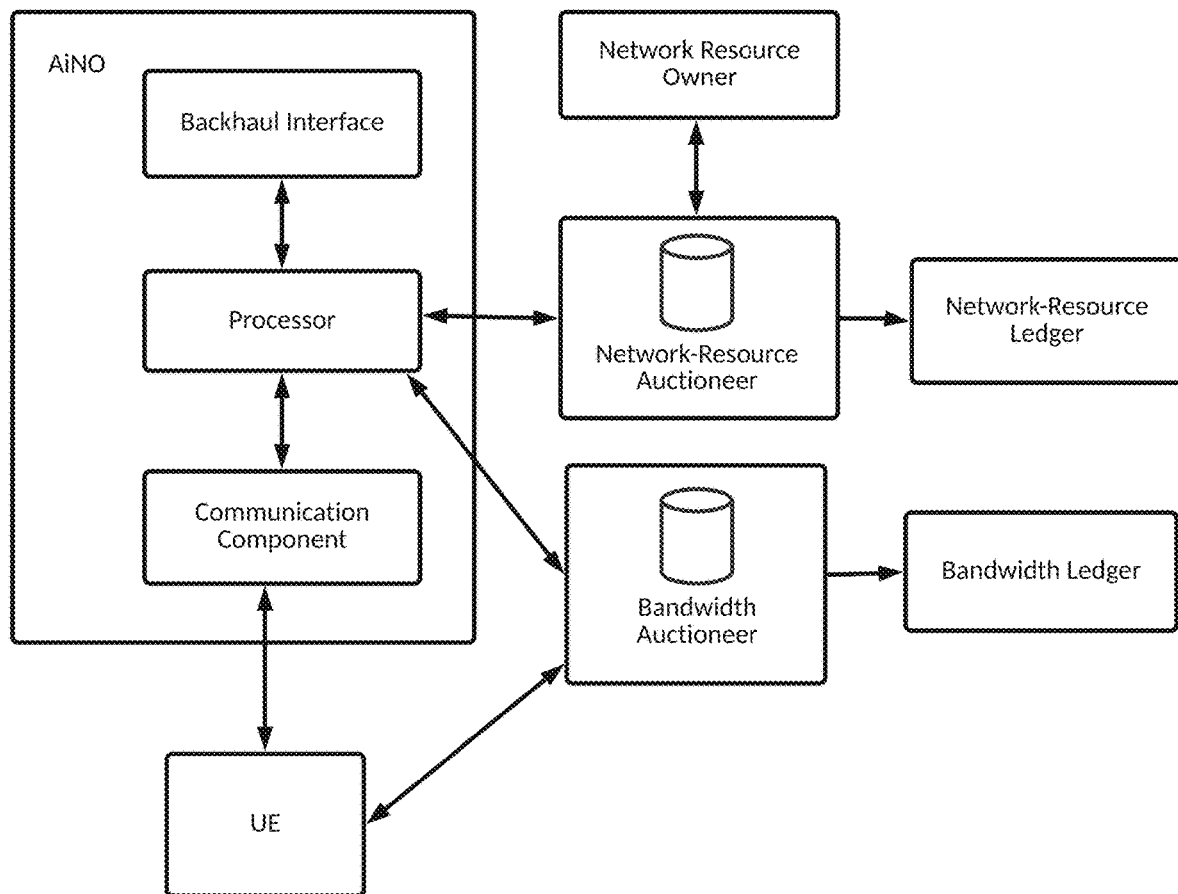 AiNO
Backhaul Interface
Processor
Communication
Component
UE
Network Resource
Owner
Network-Resource
Auctioneer
Network-Resource
Ledger
Bandwidth
Auctioneer
Bandwidth Ledger